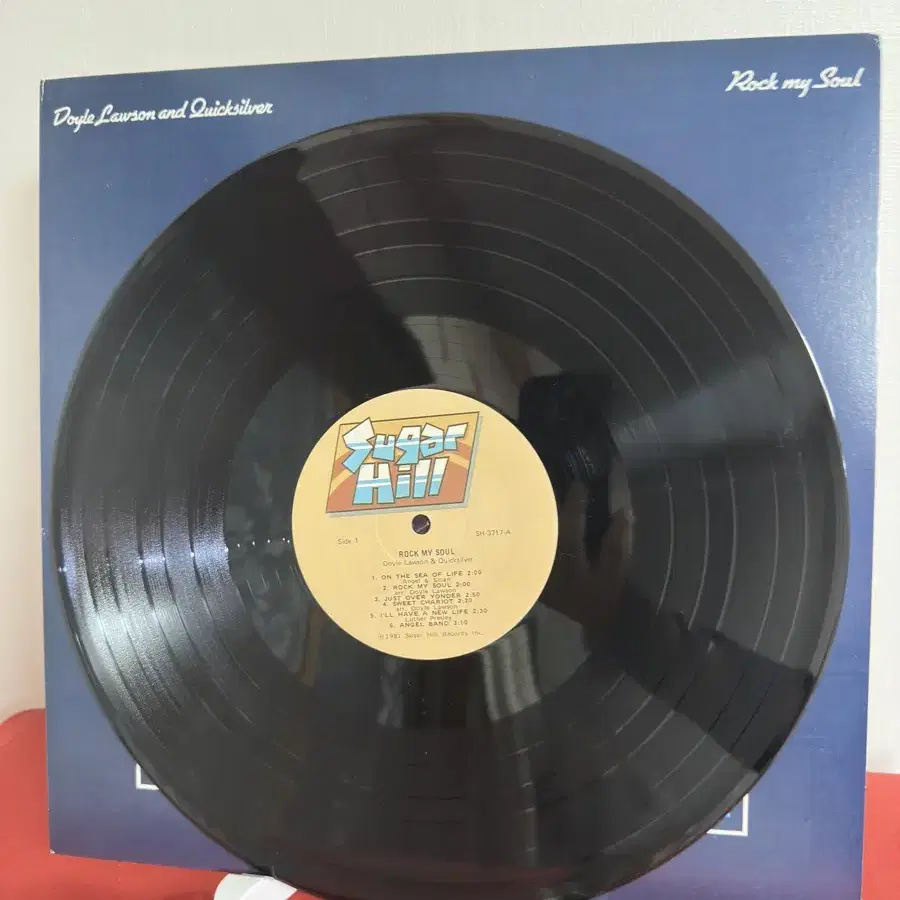 Doyle Lawson and Quicksilver
Rock my Soul
Sugar
Hill
Side 1
SH-3717-A
ROCK MY SOUL
Doyle Lawson & Quicksilver
1. ON THE SEA OF LIFE 2:00
Angel & Sloan
2. ROCK MY SOUL 2:00
arr. Doyle Lawson
3. JUST OVER YONDER 2:50
4. SWEET CHARIOT 2:20
arr. Doyle Lawson
5. I'LL HAVE A NEW LIFE 2:30
Luther Presley
6. ANGEL BAND 3:10
℗1981 Sugar Hill Records Inc.